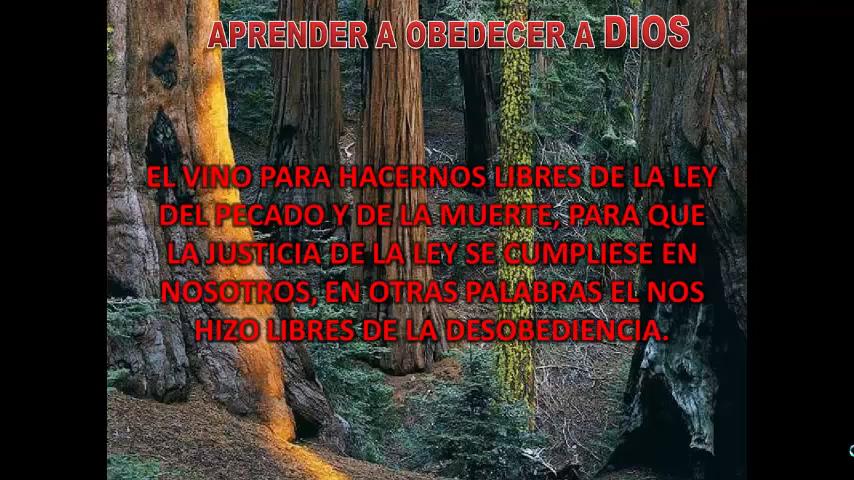 APRENDER A OBEDECER A DIOS
EL VINO PARA HACERNOS LIBRES DE LA LEY
DEL PECADO Y DE LA MUERTE, PARA QUE
LA JUSTICIA DE LA LEY SE CUMPLIESE EN
NOSOTROS, EN OTRAS PALABRAS EL NOS
HIZO LIBRES DE LA DESOBEDIENCIA.